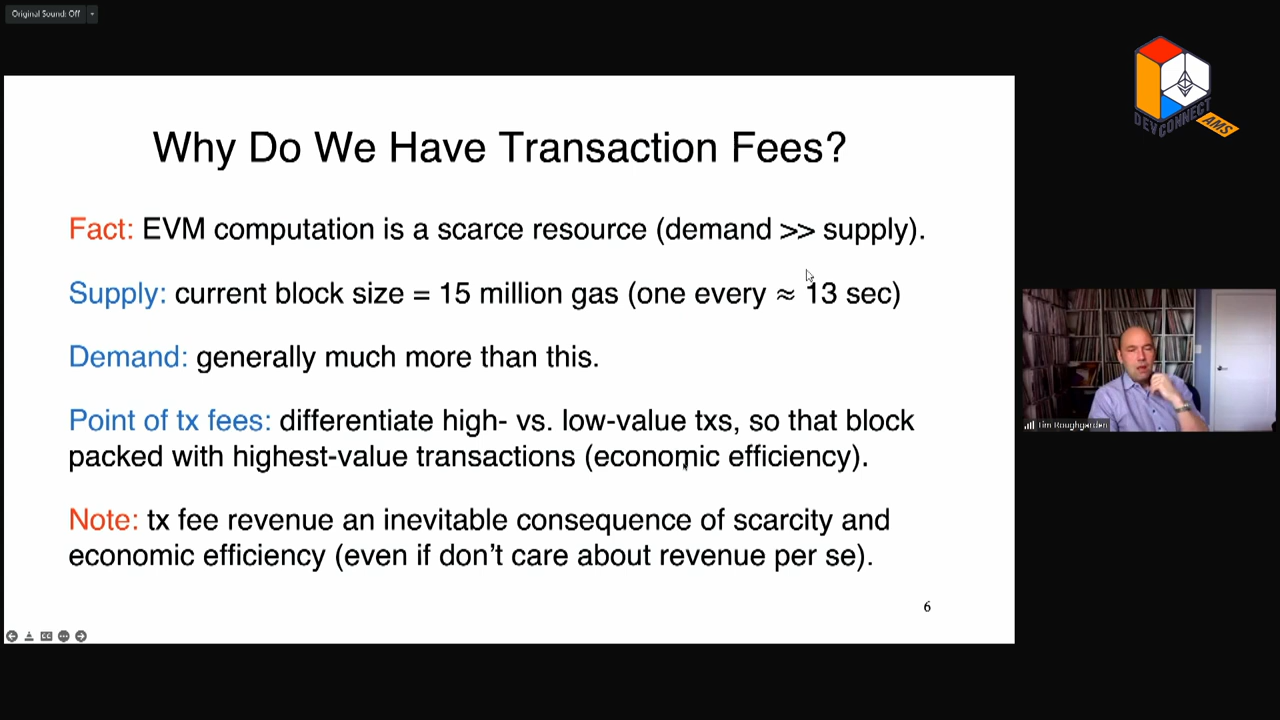 Original Sound: Off
DEVCONNECT
AMS
Why Do We Have Transaction Fees?
Fact: EVM computation is a scarce resource (demand >> supply).
Supply: current block size = 15 million gas (one every ≈ 13 sec)
Demand: generally much more than this.
Point of tx fees: differentiate high- vs. low-value txs, so that block
packed with highest-value transactions (economic efficiency).
Tim Roughgarden
Note: tx fee revenue an inevitable consequence of scarcity and
economic efficiency (even if don't care about revenue per se).
6